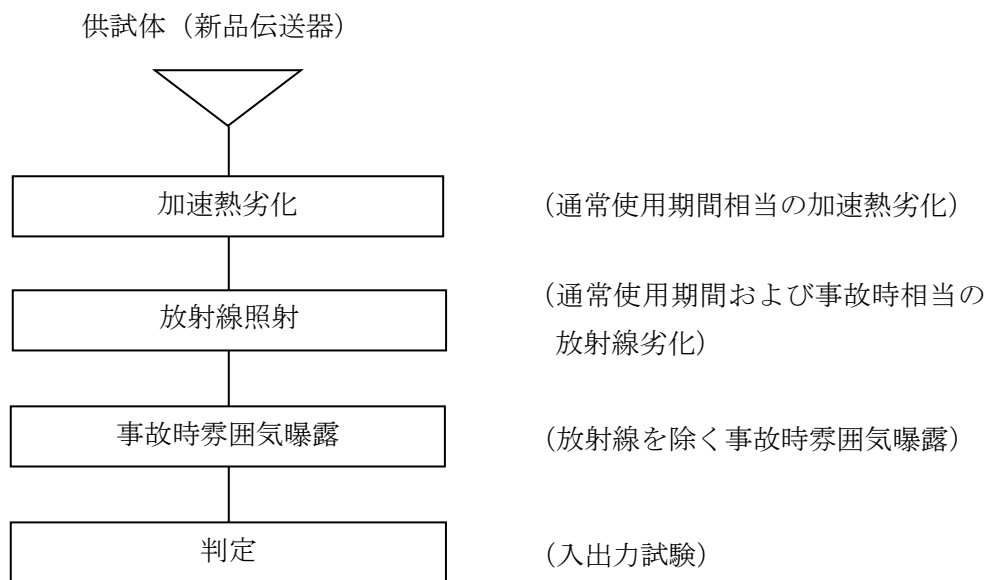 供試体（新品伝送器）
加速熱劣化
（通常使用期間相当の加速熱劣化）
放射線照射
（通常使用期間および事故時相当の
放射線劣化）
事故時雰囲気曝露
（放射線を除く事故時雰囲気曝露）
判定
（入出力試験）